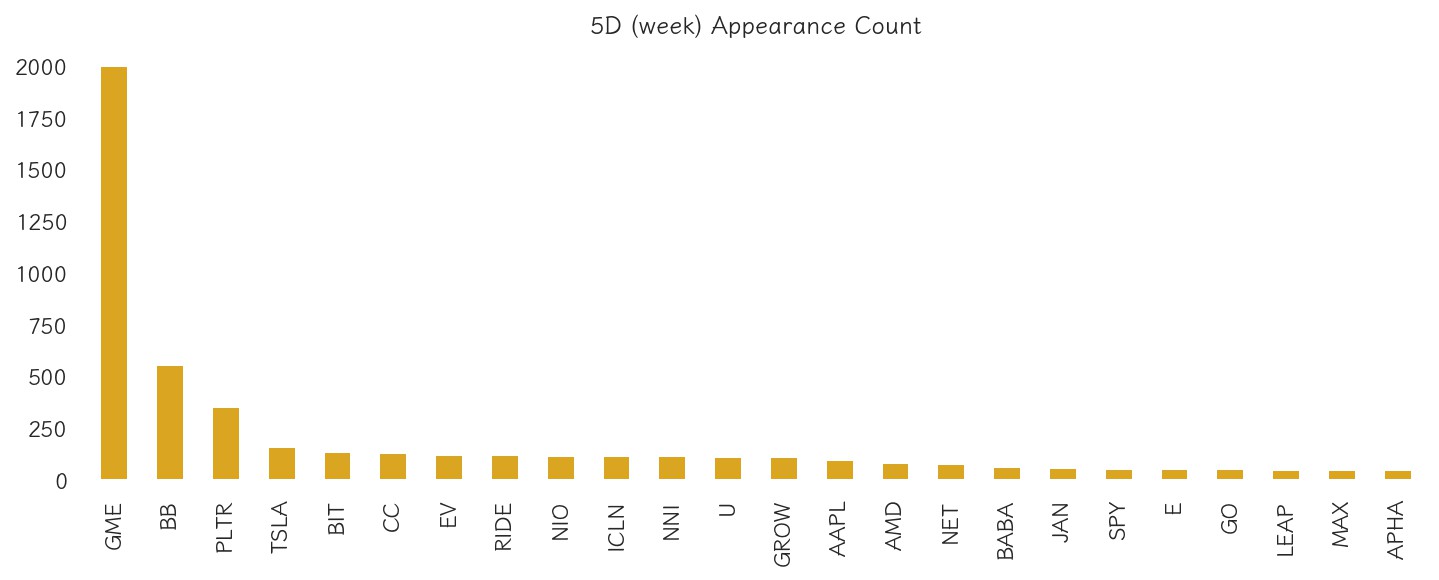 5D (week) Appearance Count
2000
1750
1500
1250
1000
750
500
250
0
GME
BB
PLTR
TSLA
BIT
CC
EV
RIDE
NIO
ICLN
NNI
U
GROW
AAPL
AMD
NET
BABA
JAN
SPY
E
GO
LEAP
MAX
APHA